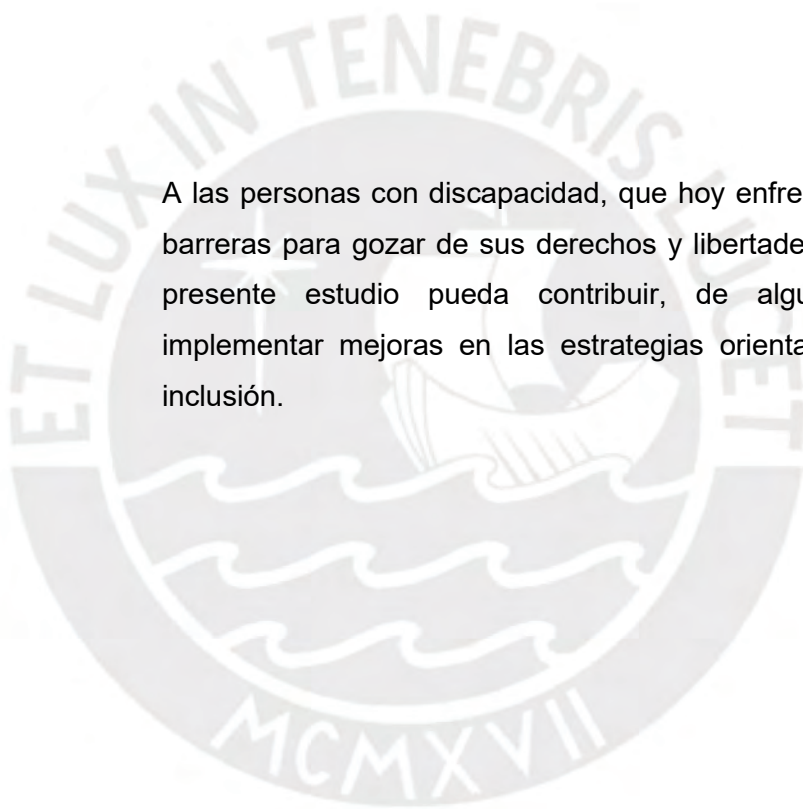 ET LUX IN TENEBRIS LUCET
A las personas con discapacidad, que hoy
barreras para gozar de sus derechos y
presente estudio pueda contribuir, de
implementar mejoras en las estrategias
inclusión.
MCMXVII